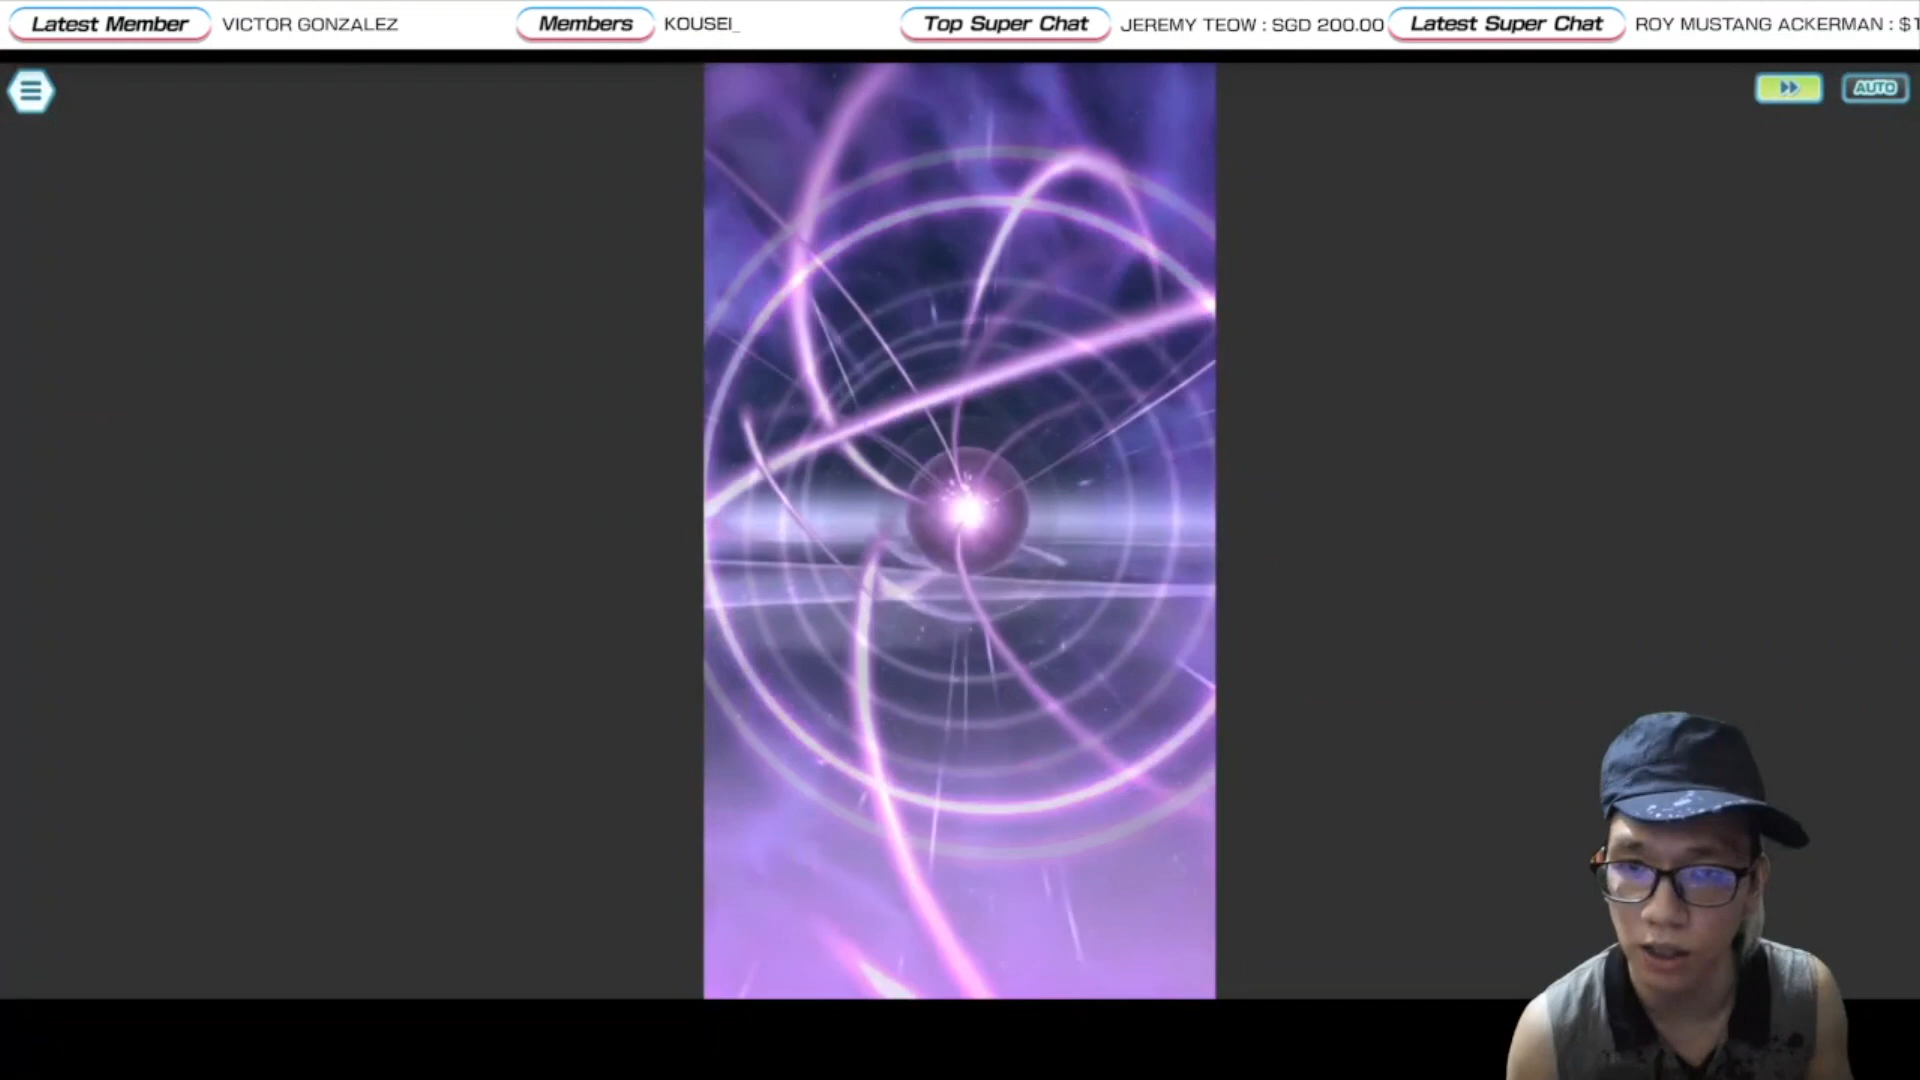 Latest Member VICTOR GONZALEZ Members KOUSEI_ Top Super Chat JEREMY TEOW : SGD 200.00 Latest Super Chat ROY MUSTANG ACKERMAN : $1
AUTO